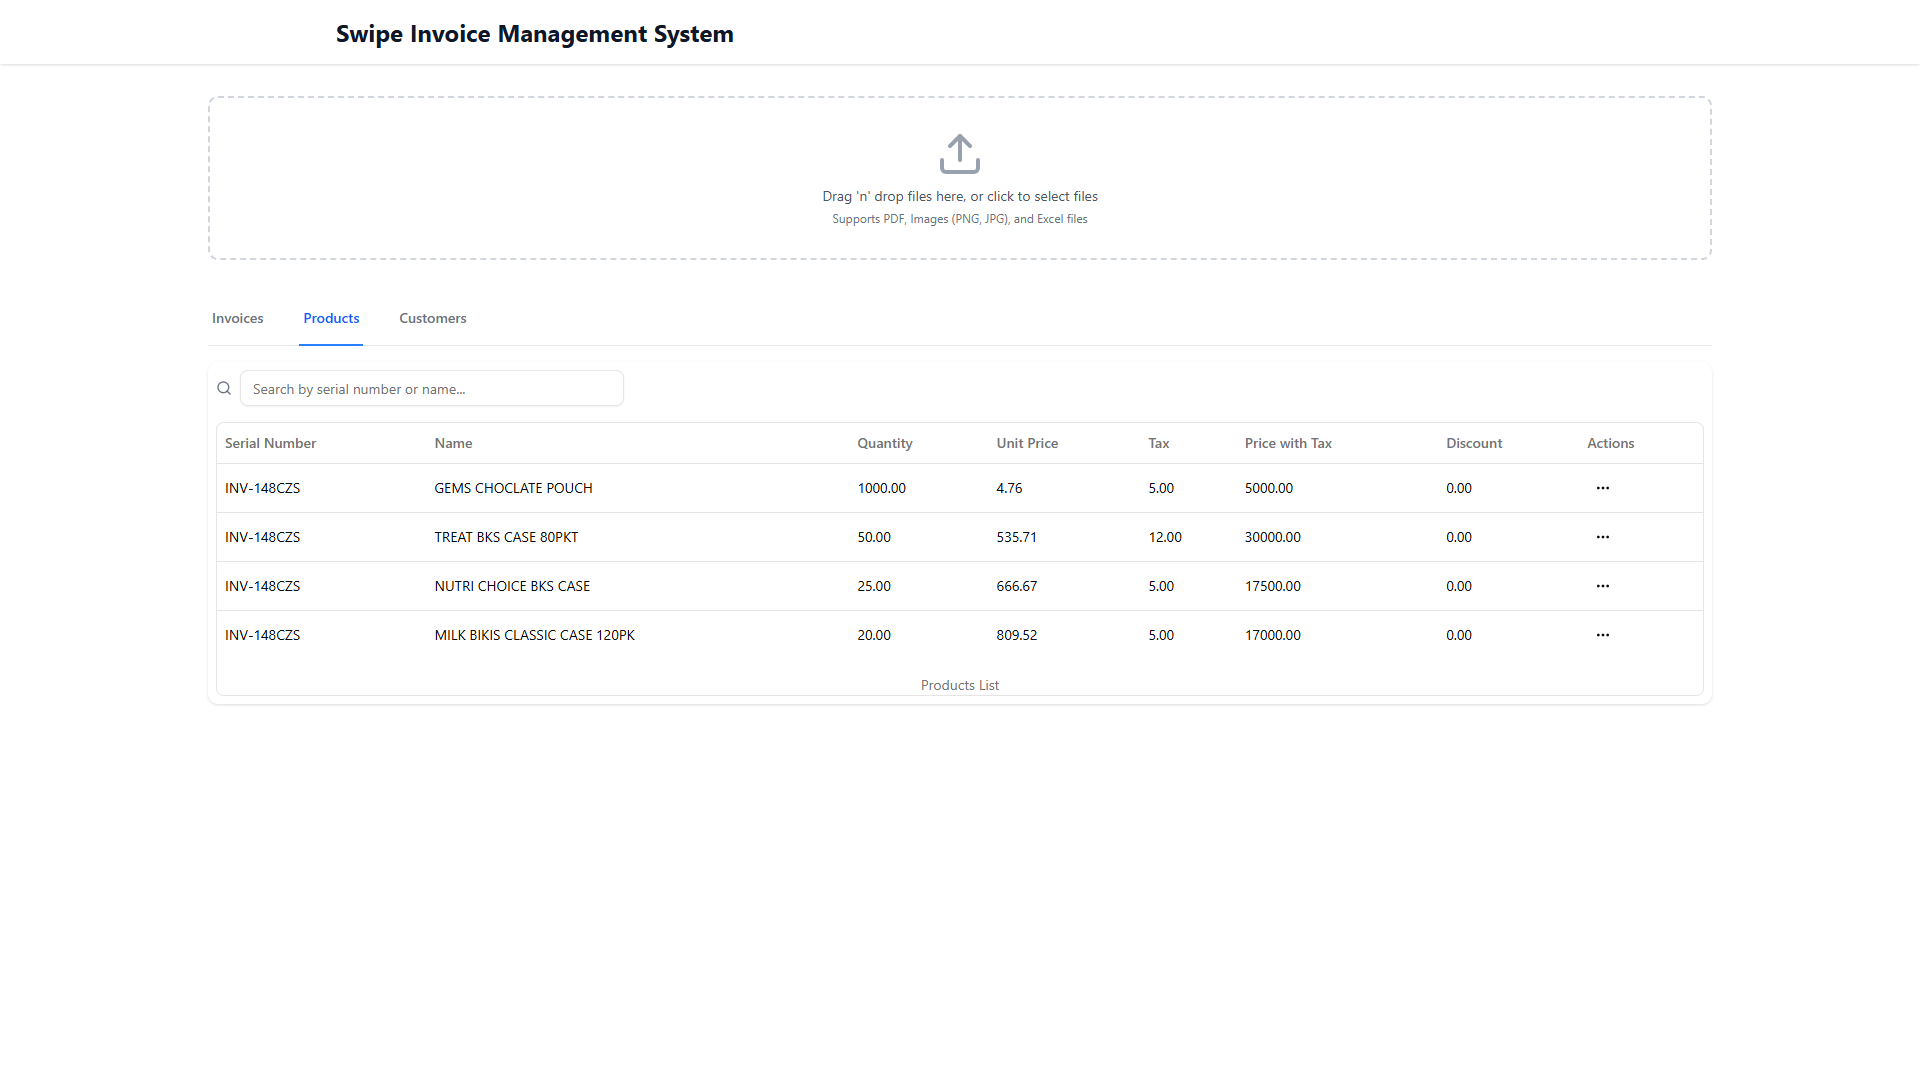 Swipe Invoice Management System
Drag 'n' drop files here, or click to select files
Supports PDF, Images (PNG, JPG), and Excel files
Invoices Products Customers
Search by serial number or name...
Serial Number Name Quantity Unit Price Tax Price with Tax Discount Actions
INV-148CZS GEMS CHOCLATE POUCH 1000.00 4.76 5.00 5000.00 0.00
INV-148CZS TREAT BKS CASE 80PKT 50.00 535.71 12.00 30000.00 0.00
INV-148CZS NUTRI CHOICE BKS CASE 25.00 666.67 5.00 17500.00 0.00
INV-148CZS MILK BIKIS CLASSIC CASE 120PK 20.00 809.52 5.00 17000.00 0.00
Products List